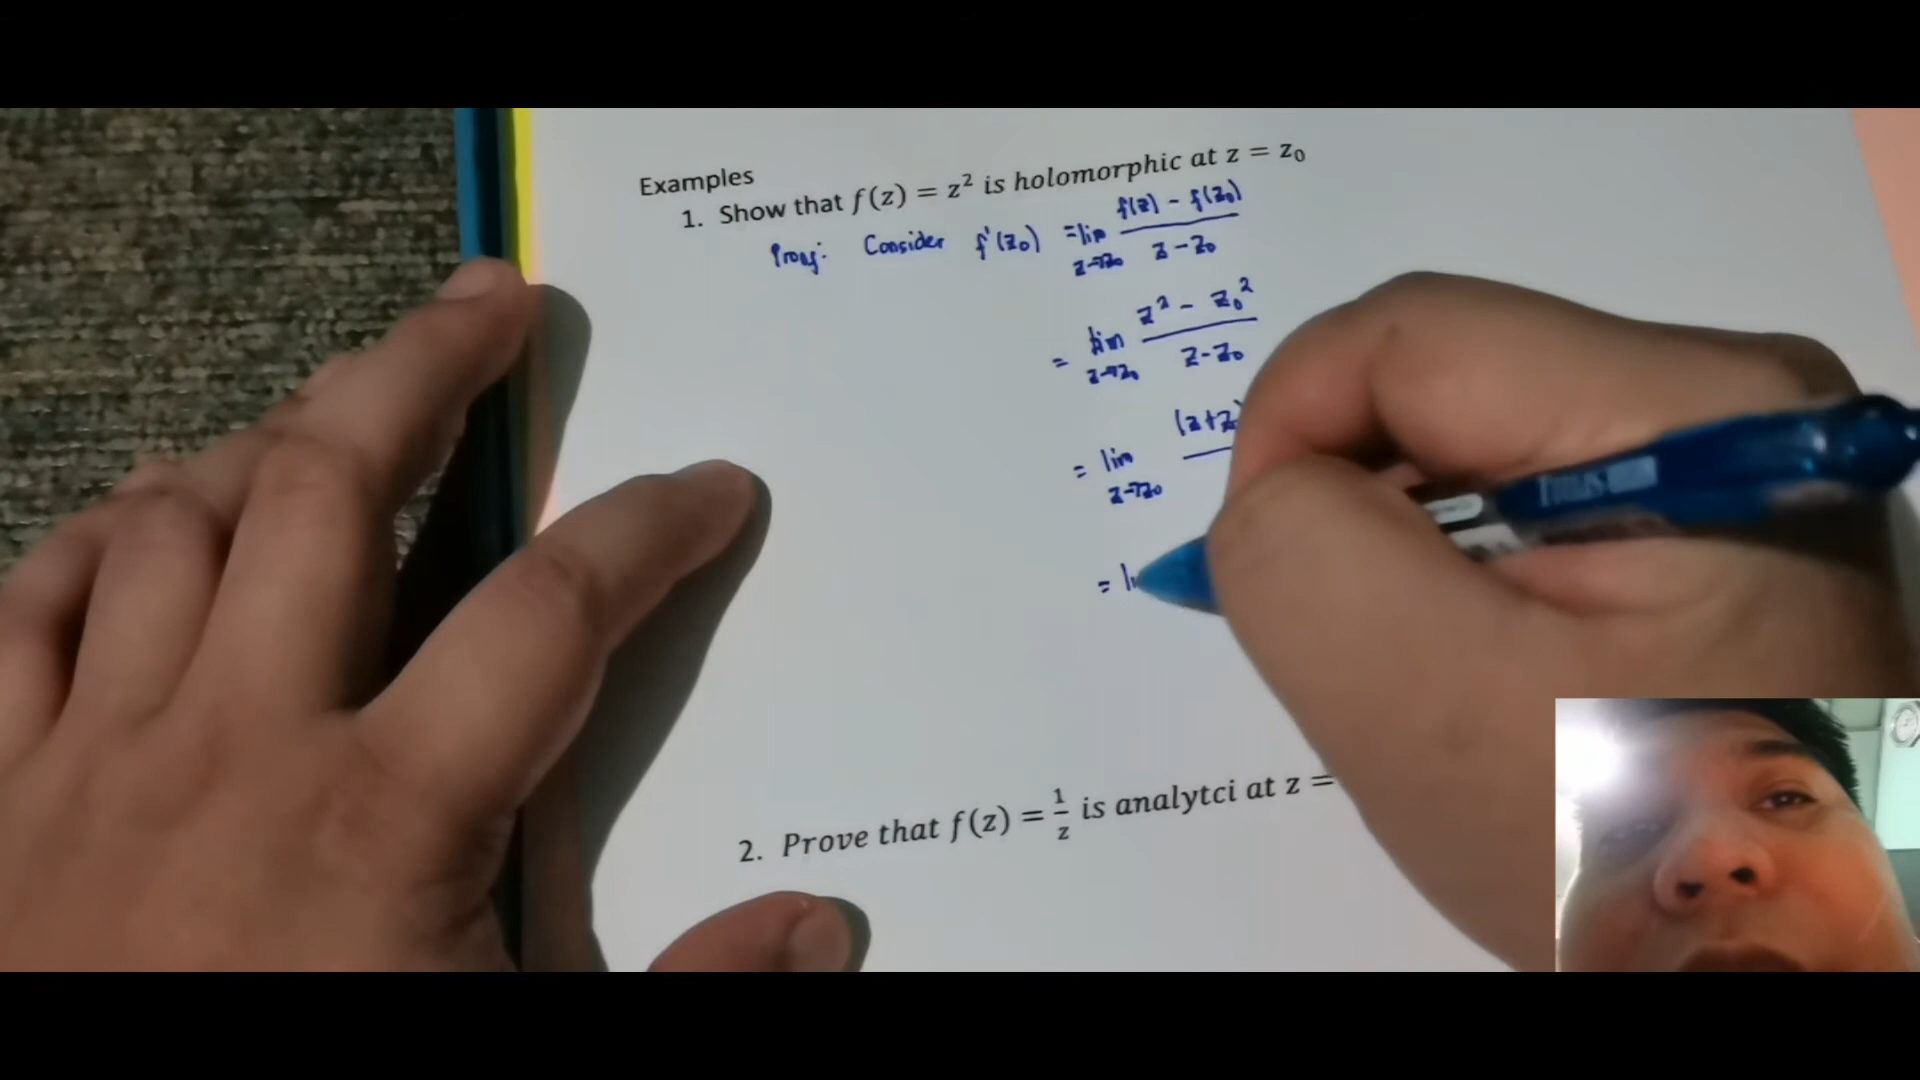 Examples
1. Show that f(z) = z² is holomorphic at z = z₀
Proof: Consider f'(z₀) = lim z→z₀ f(z) - f(z₀) / z - z₀
= lim z→z₀ z² - z₀² / z - z₀
= lim z→z₀ (z+z₀
= li
2. Prove that f(z) = 1/z is analytci at z =